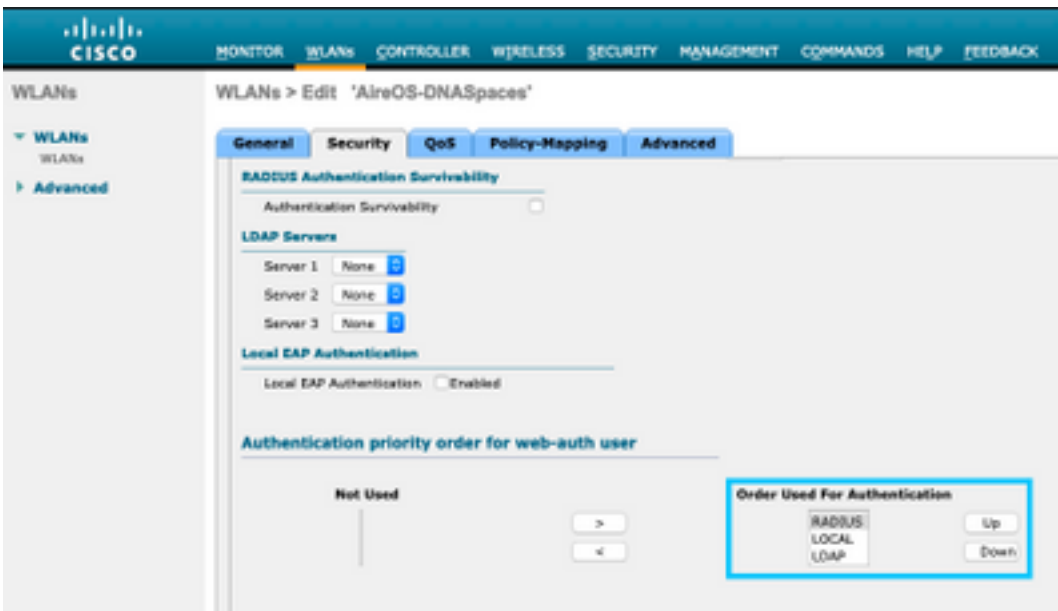 CISCO
MONITOR WLANs CONTROLLER WIRELESS SECURITY MANAGEMENT COMMANDS HELP FEEDBACK
WLANs
WLANs > Edit 'AireOS-DNASpaces'
WLANs
WLANs
Advanced
General Security QoS Policy-Mapping Advanced
RADIUS Authentication Survivability
Authentication Survivability
LDAP Servers
Server 1 None
Server 2 None
Server 3 None
Local EAP Authentication
Local EAP Authentication Enabled
Authentication priority order for web-auth user
Not Used
Order Used For Authentication
> RADIUS Up
LOCAL
< LDAP Down